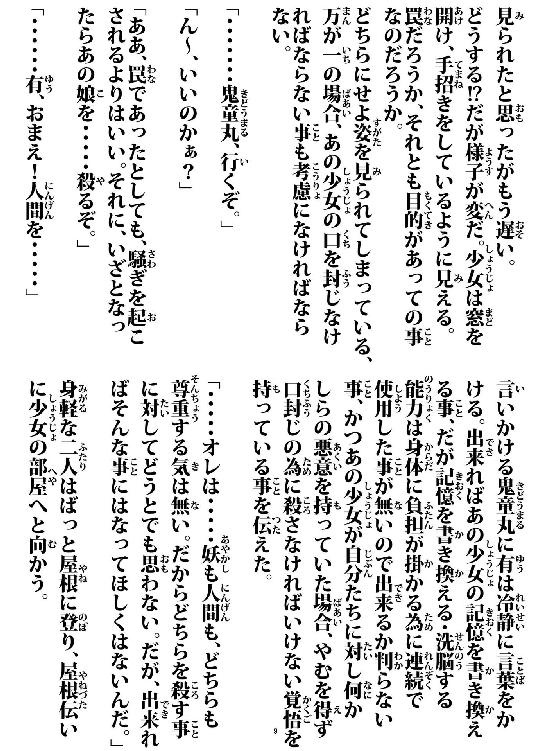 見られたと思ったがもう遅い。
どうする!?だが様子が変だ。少女は窓を
開け、手招きをしているように見える。
罠だろうか、それとも目的があっての事
なのだろうか。
どちらにせよ姿を見られてしまっている、
万が一の場合、あの少女の口を封じなけ
ればならない事も考慮になければなら
ない。
「・・・・・・鬼童丸、行くぞ。」
「ん～、いいのかぁ?」
「ああ、罠であったとしても、騒ぎを起こ
されるよりはいい。それに、いざとなっ
たらあの娘を・・・・・殺るぞ。」
「・・・・・・有、おまえ!人間を・・・・・」
言いかける鬼童丸に有は冷静に言葉をか
ける。出来ればあの少女の記憶を書き換え
る事、だが記憶を書き換える・洗脳する
能力は身体に負担が掛かる為に連続で
使用した事が無いので出来るか判らない
事、かつあの少女が自分たちに対し何か
しらの悪意を持っていた場合、やむを得ず
口封じの為に殺さなければいけない覚悟を
持っている事を伝えた。
「・・・・・オレは・・・・妖も人間も、どちらも
尊重する気は無い。だからどちらを殺す事
に対してどうとでも思わない。だが、出来れ
ばそんな事にはなってほしくはないんだ。」
身軽な二人はばっと屋根に登り、屋根伝い
に少女の部屋へと向かう。
9